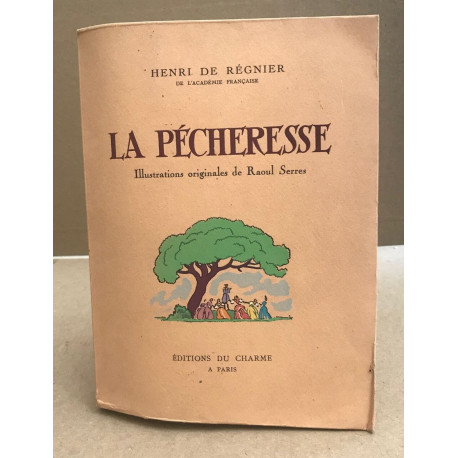 HENRI DE RÉGNIER
DE L'ACADÉMIE FRANÇAISE
LA PÉCHERESSE
Illustrations originales de Raoul Serres
ÉDITIONS DU CHARME
A PARIS